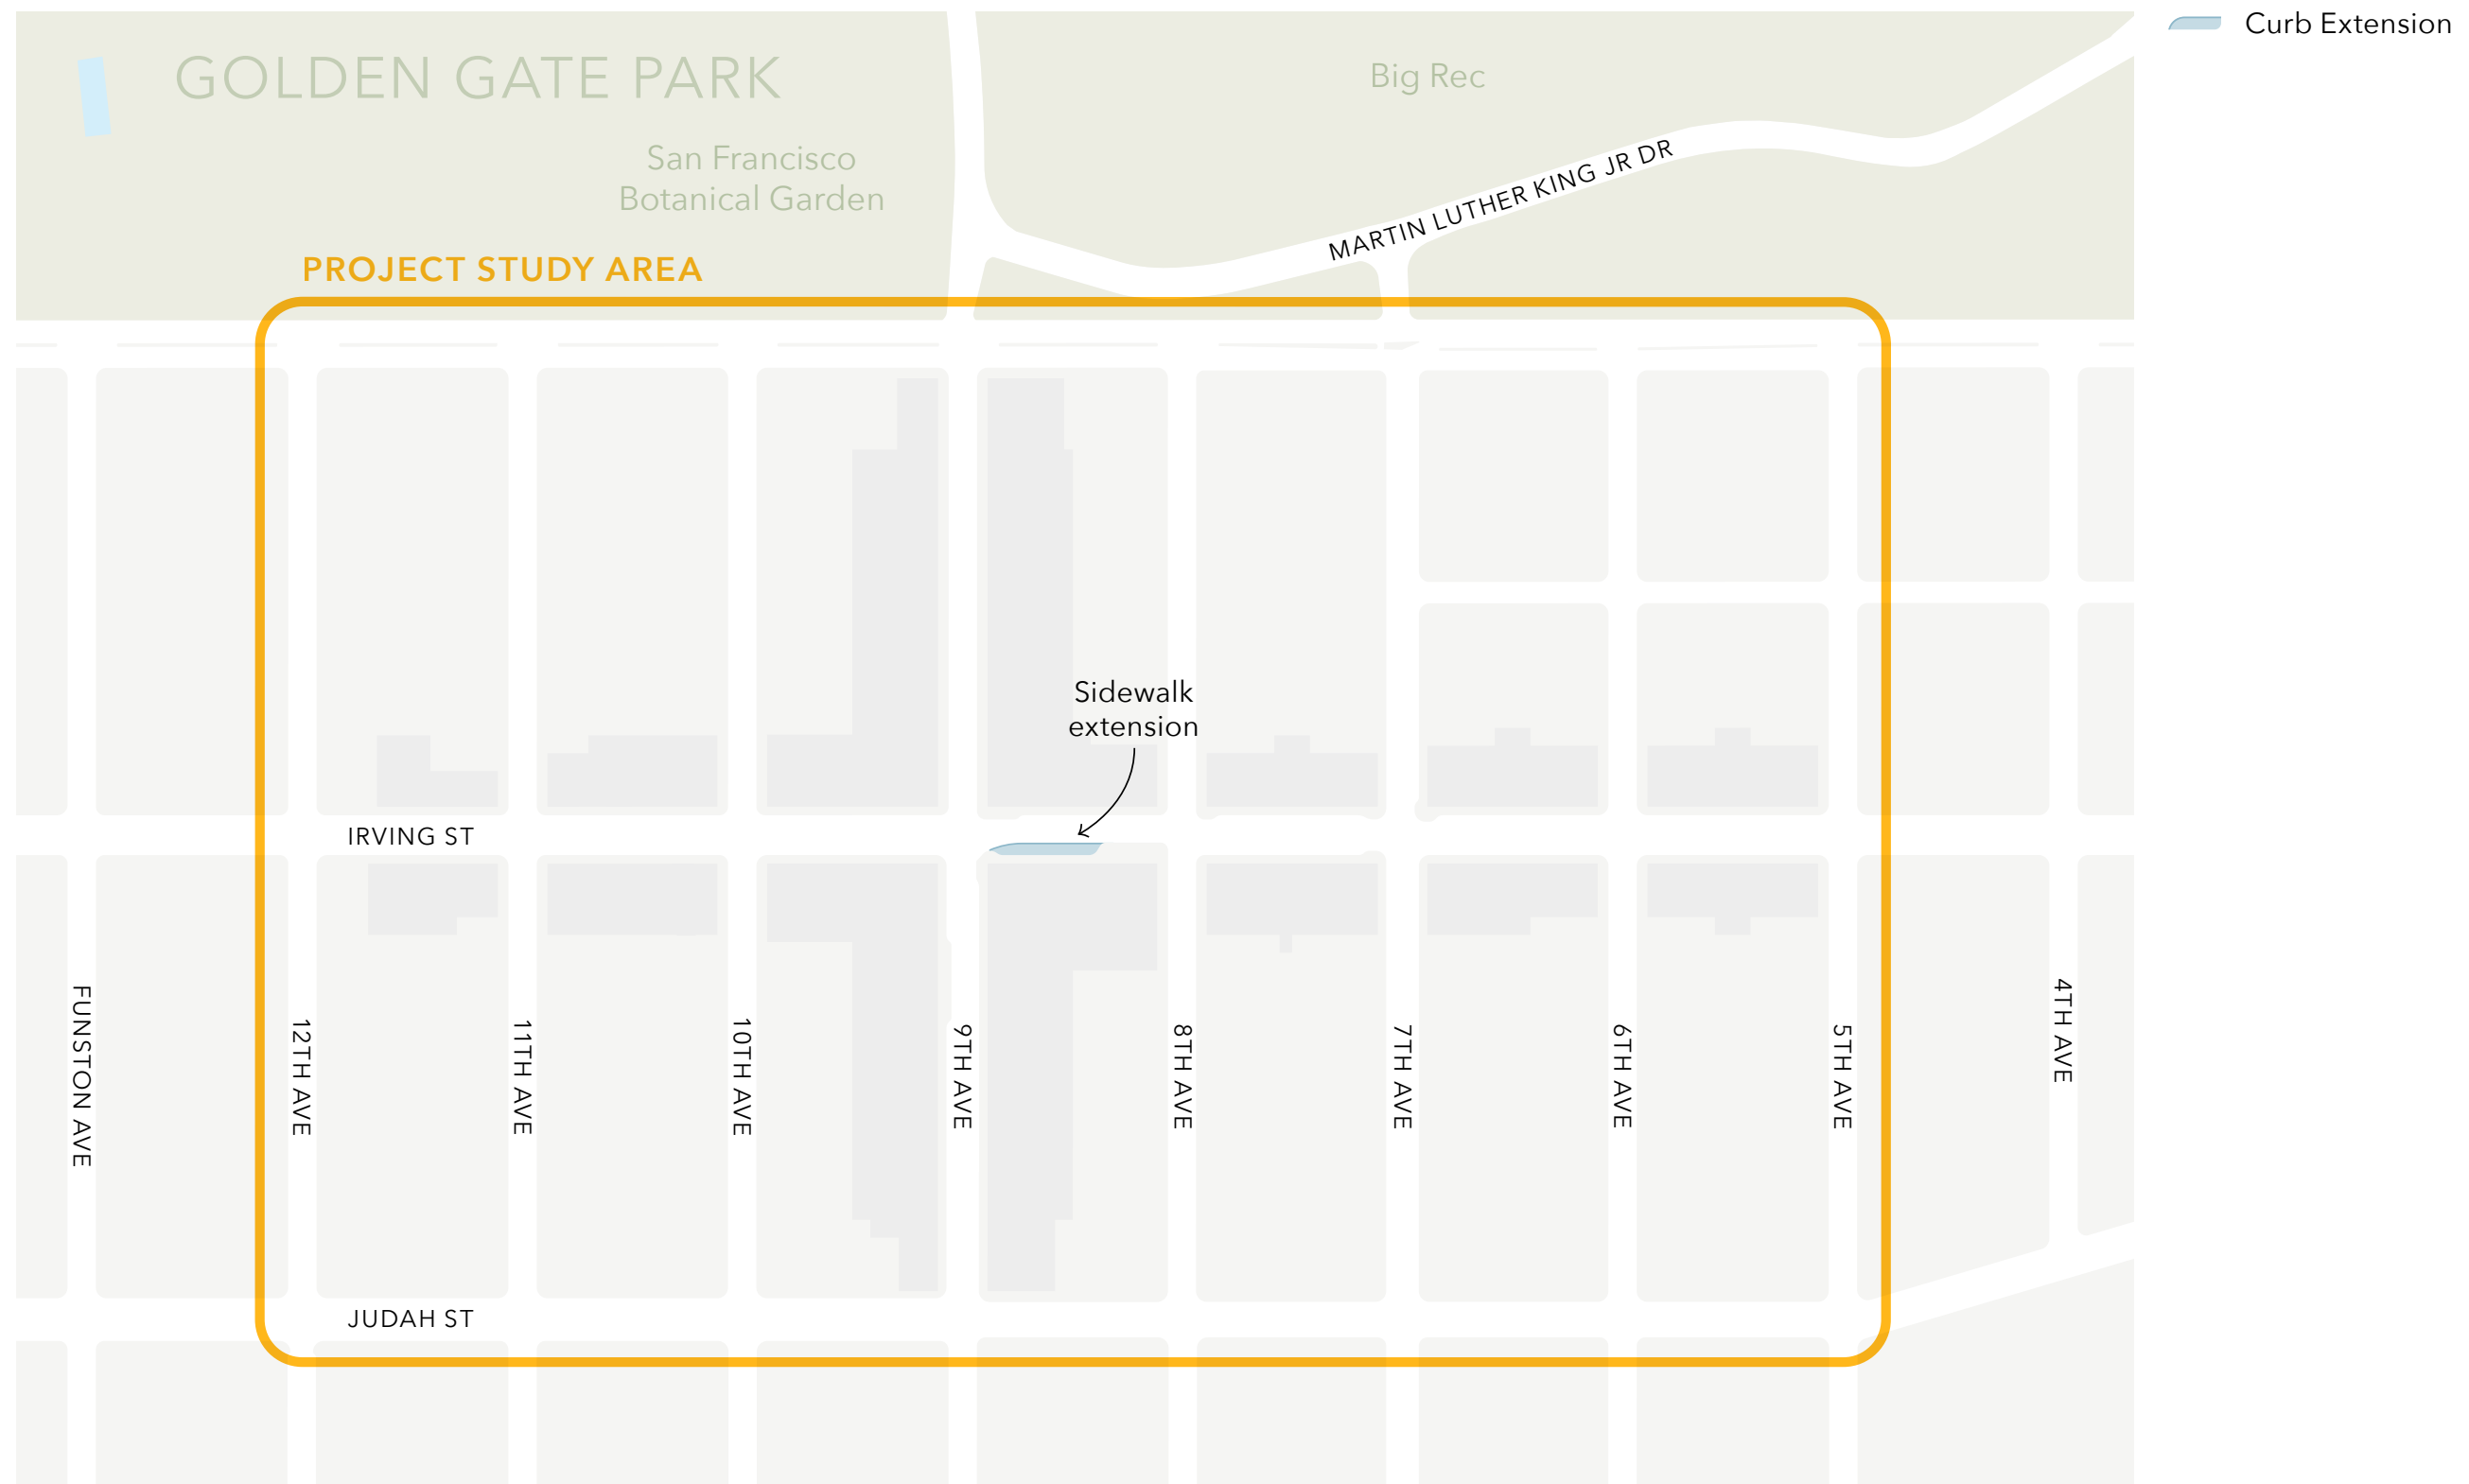 Curb Extension
GOLDEN GATE PARK
Big Rec
San Francisco
Botanical Garden
MARTIN LUTHER KING JR DR
PROJECT STUDY AREA
Sidewalk
extension
IRVING ST
FUNSTON AVE
12TH AVE
11TH AVE
10TH AVE
9TH AVE
8TH AVE
7TH AVE
6TH AVE
5TH AVE
4TH AVE
JUDAH ST